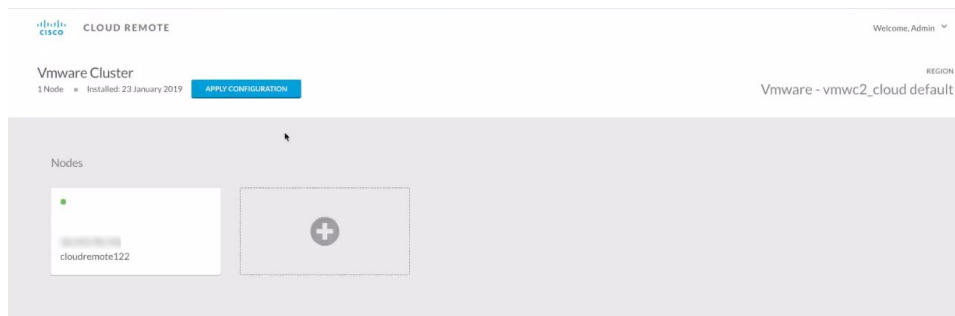 CISCO CLOUD REMOTE
Welcome, Admin
Vmware Cluster
1 Node Installed: 23 January 2019 APPLY CONFIGURATION
REGION
Vmware - vmwc2_cloud default
Nodes
cloudremote122